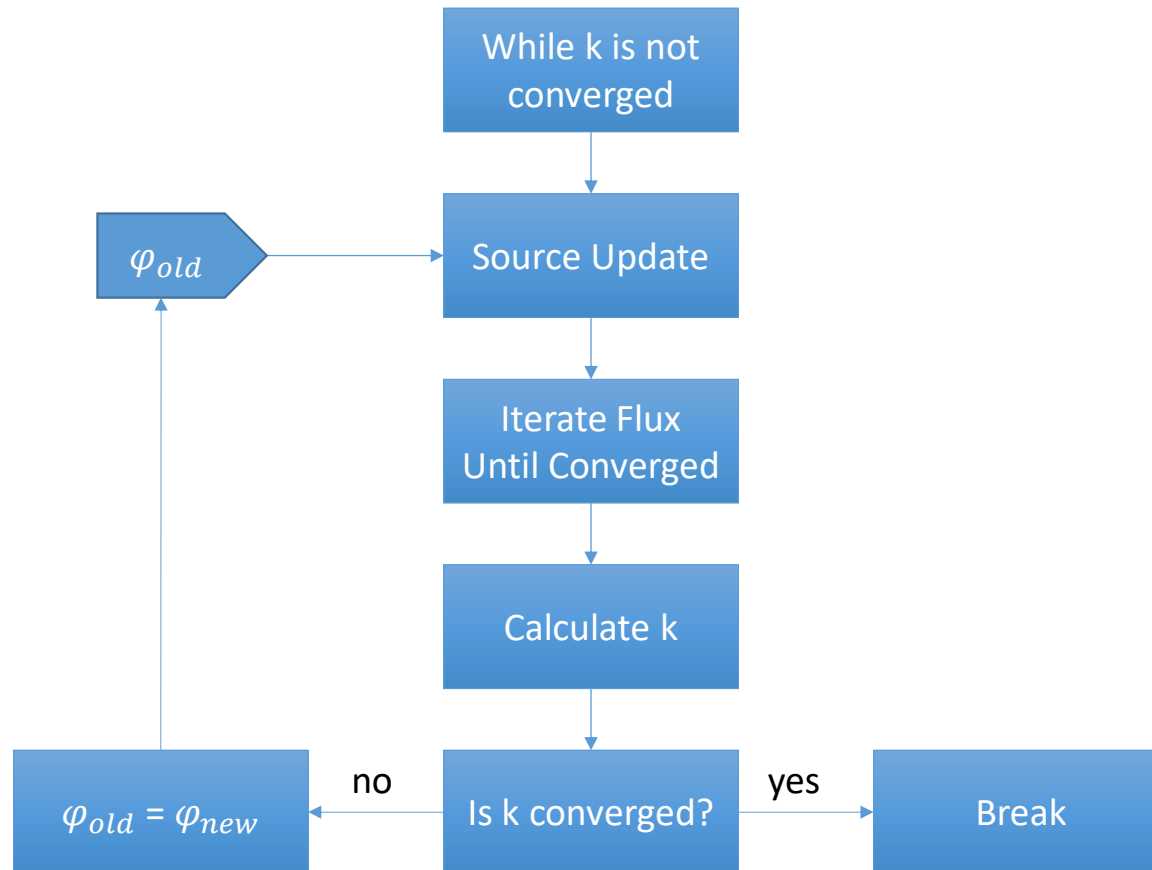 While k is not
converged
φ_old
Source Update
Iterate Flux
Until Converged
Calculate k
φ_old = φ_new
no
Is k converged?
yes
Break